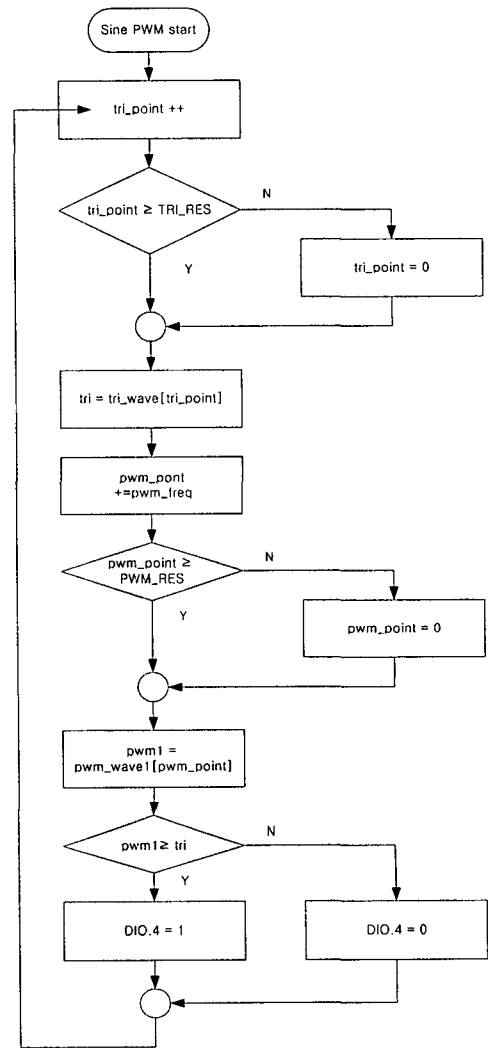 Sine PWM start
tri_point ++
tri_point ≥ TRI_RES
N
Y
tri_point = 0
tri = tri_wave[tri_point]
pwm_pont
+=pwm_freq
pwm_point ≥
PWM_RES
N
Y
pwm_point = 0
pwm1 =
pwm_wave1[pwm_point]
pwm1≥ tri
N
Y
DIO.4 = 1
DIO.4 = 0